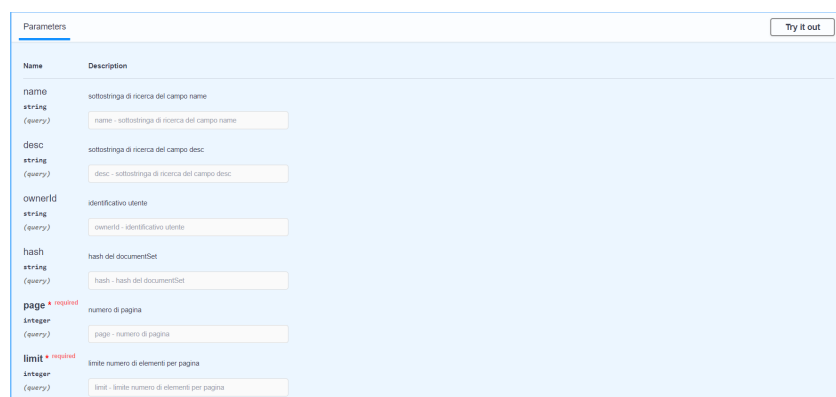 Parameters
Try it out
Name Description
name
string
(query)
sottostringa di ricerca del campo name
name - sottostringa di ricerca del campo name
desc
string
(query)
sottostringa di ricerca del campo desc
desc - sottostringa di ricerca del campo desc
ownerId
string
(query)
identificativo utente
ownerId - identificativo utente
hash
string
(query)
hash del documentSet
hash - hash del documentSet
page * required
integer
(query)
numero di pagina
page - numero di pagina
limit * required
integer
(query)
limite numero di elementi per pagina
limit - limite numero di elementi per pagina